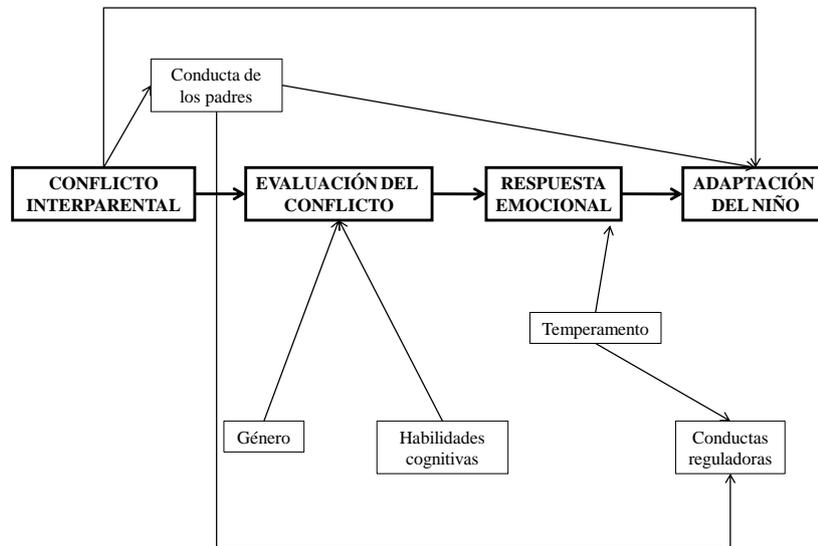 Conducta de
los padres
CONFLICTO
INTERPARENTAL
EVALUACIÓN DEL
CONFLICTO
RESPUESTA
EMOCIONAL
ADAPTACIÓN
DEL NIÑO
Temperamento
Género
Habilidades
cognitivas
Conductas
reguladoras